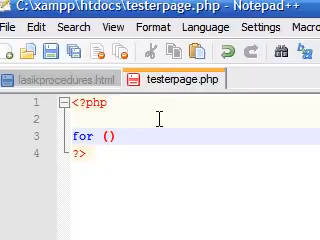 C:\xampp\htdocs\testerpage.php - Notepad++
File Edit Search View Format Language Settings Macro
lasikprocedures.html testerpage.php
1 <?php
2
3 for ()
4 ?>